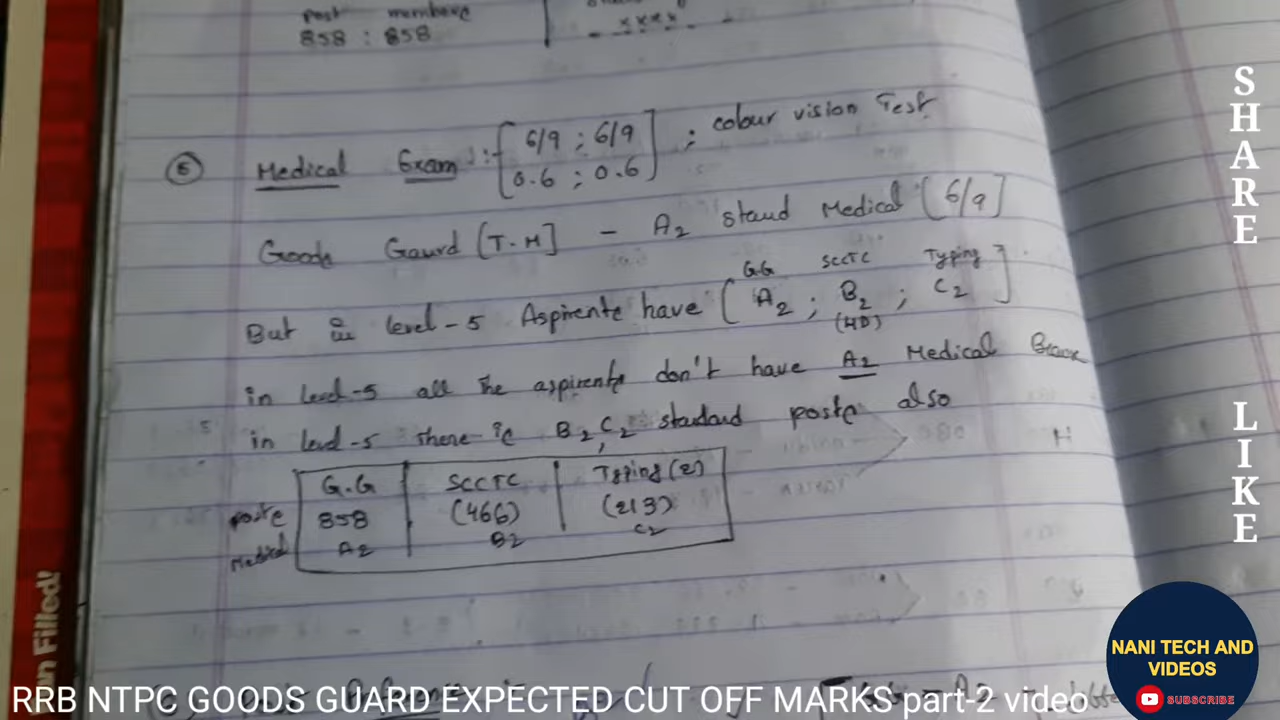 post members
858 : 858
x x x x
⑤ Medical Exam :- [6/9 ; 6/9] ; colour vision Test
0.6 ; 0.6
Goods Gaurd [T.M] - A2 stand Medical [6/9]
G.G SCCTC Typing
But in level-5 Aspirants have [A2 ; B2 ; C2]
(HD)
in level-5 all the aspirants don't have A2 Medical
in level-5 there is B2, C2 standard posts also
G.G SCCTC Typing(2)
posts 858 (466) (213)
Medical A2 B2 C2
an Filled!
SHARE
LIKE
NANI TECH AND
VIDEOS
SUBSCRIBE
RRB NTPC GOODS GUARD EXPECTED CUT OFF MARKS part-2 video